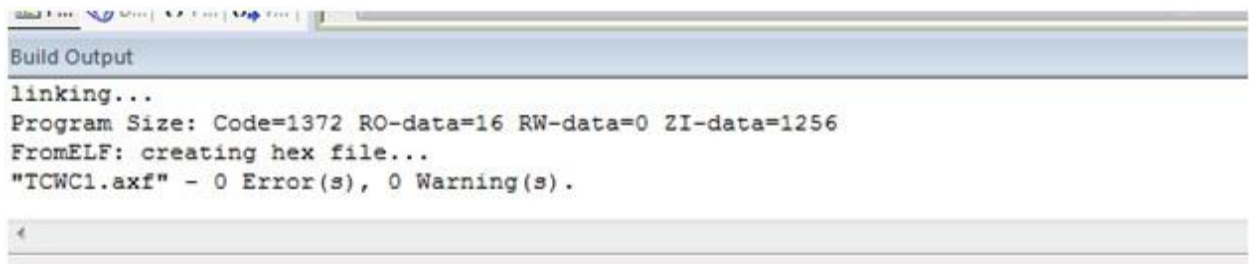 Build Output
linking...
Program Size: Code=1372 RO-data=16 RW-data=0 ZI-data=1256
FromELF: creating hex file...
"TCWC1.axf" - 0 Error(s), 0 Warning(s).